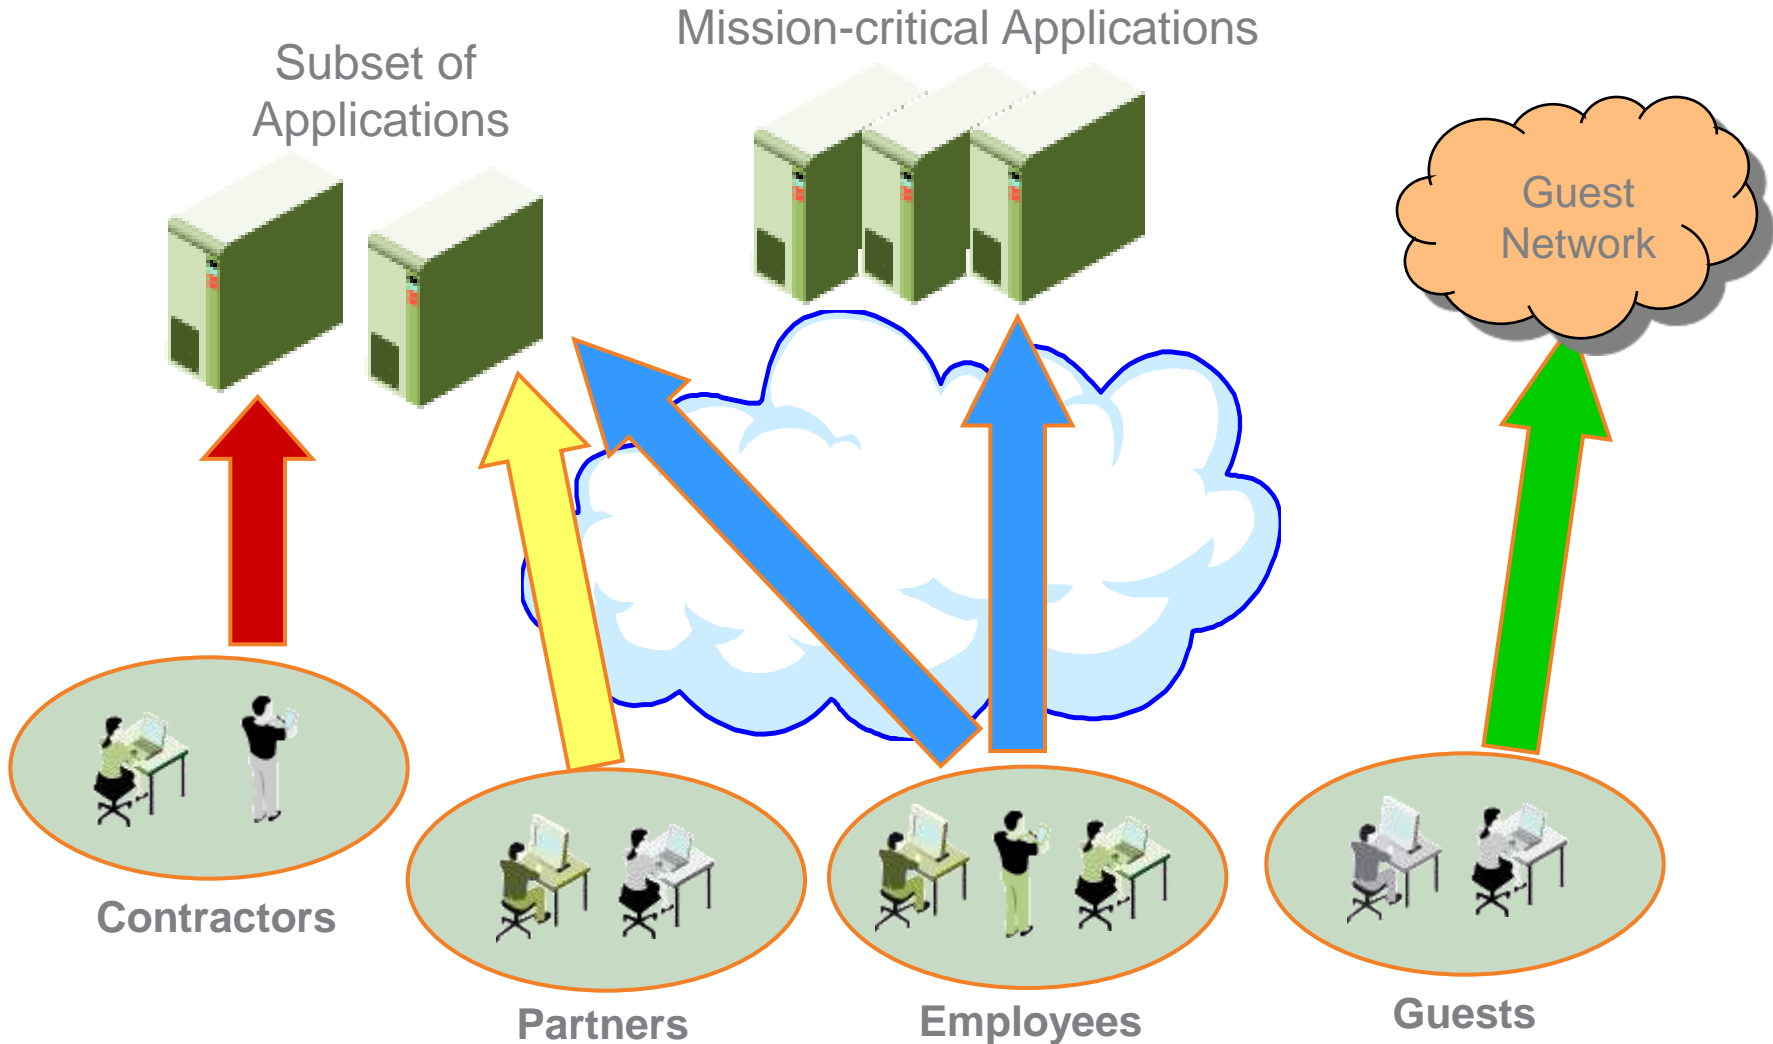 Mission-critical Applications
Subset of
Applications
Guest
Network
Contractors
Partners
Employees
Guests